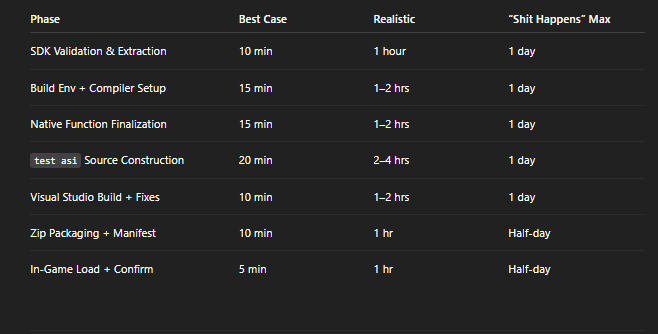 Phase Best Case Realistic “Shit Happens” Max
SDK Validation & Extraction 10 min 1 hour 1 day
Build Env + Compiler Setup 15 min 1–2 hrs 1 day
Native Function Finalization 15 min 1–2 hrs 1 day
test asi Source Construction 20 min 2–4 hrs 1 day
Visual Studio Build + Fixes 10 min 1–2 hrs 1 day
Zip Packaging + Manifest 10 min 1 hr Half-day
In-Game Load + Confirm 5 min 1 hr Half-day